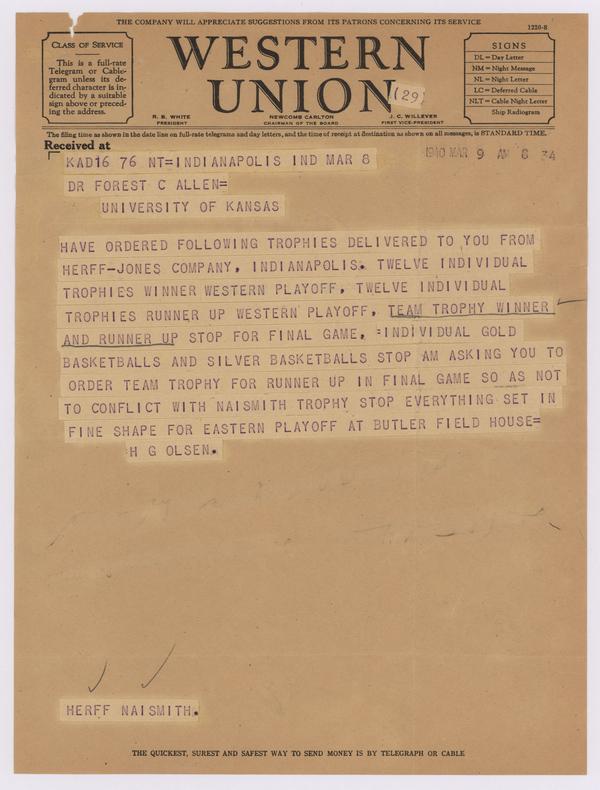 THE COMPANY WILL APPRECIATE SUGGESTIONS FROM ITS PATRONS CONCERNING ITS SERVICE
1220-B
CLASS OF SERVICE
This is a full-rate
Telegram or Cable-
gram unless its de-
ferred character is in-
dicated by a suitable
sign above or preced-
ing the address.
WESTERN
UNION
(29)
R. B. WHITE
PRESIDENT
NEWCOMB CARLTON
CHAIRMAN OF THE BOARD
J. C. WILLEVER
FIRST VICE-PRESIDENT
SIGNS
DL = Day Letter
NM = Night Message
NL = Night Letter
LC = Deferred Cable
NLT = Cable Night Letter
Ship Radiogram
The filing time as shown in the date line on full-rate telegrams and day letters, and the time of receipt at destination as shown on all messages, is STANDARD TIME.
Received at
1940 MAR 9 AM 8 34
KAD16 76 NT=INDIANAPOLIS IND MAR 8
DR FOREST C ALLEN=
UNIVERSITY OF KANSAS
HAVE ORDERED FOLLOWING TROPHIES DELIVERED TO YOU FROM
HERFF-JONES COMPANY, INDIANAPOLIS. TWELVE INDIVIDUAL
TROPHIES WINNER WESTERN PLAYOFF, TWELVE INDIVIDUAL
TROPHIES RUNNER UP WESTERN PLAYOFF, TEAM TROPHY WINNER
AND RUNNER UP STOP FOR FINAL GAME, =INDIVIDUAL GOLD
BASKETBALLS AND SILVER BASKETBALLS STOP AM ASKING YOU TO
ORDER TEAM TROPHY FOR RUNNER UP IN FINAL GAME SO AS NOT
TO CONFLICT WITH NAISMITH TROPHY STOP EVERYTHING SET IN
FINE SHAPE FOR EASTERN PLAYOFF AT BUTLER FIELD HOUSE=
H G OLSEN.
HERFF NAISMITH.
THE QUICKEST, SUREST AND SAFEST WAY TO SEND MONEY IS BY TELEGRAPH OR CABLE